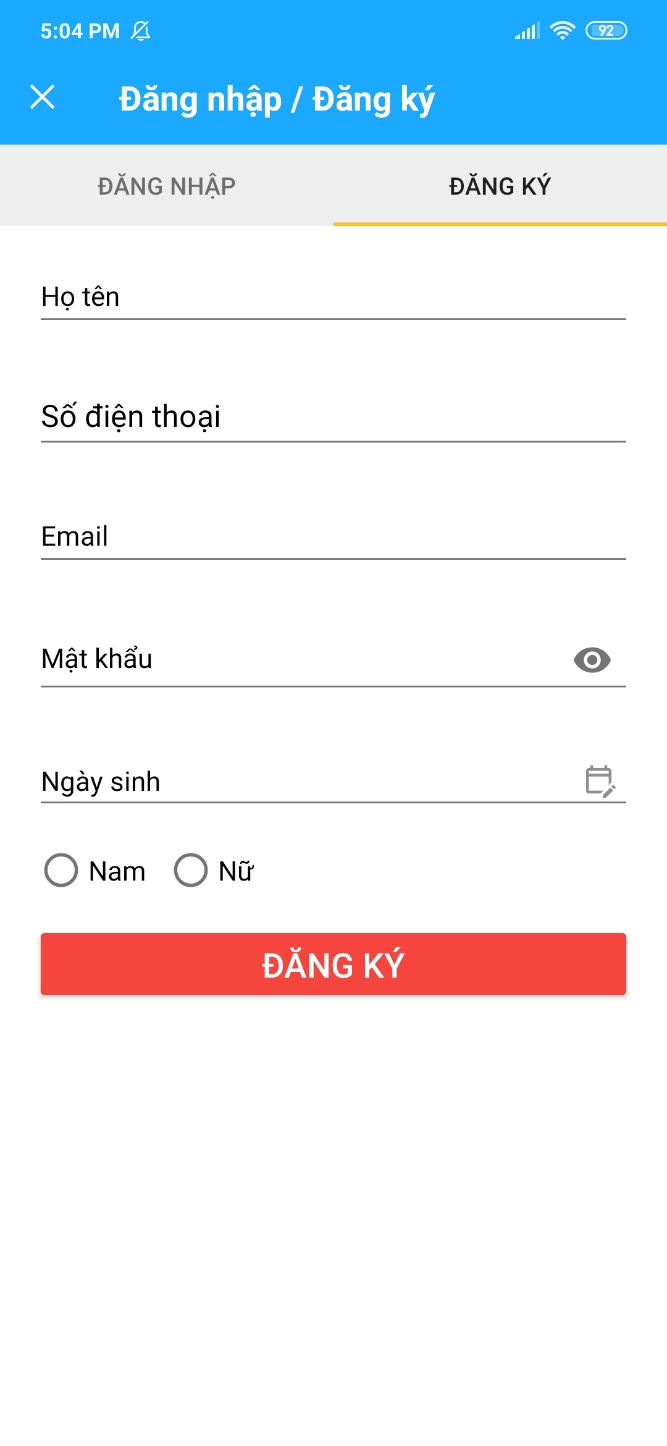 5:04 PM 92
Đăng nhập / Đăng ký
ĐĂNG NHẬP ĐĂNG KÝ
Họ tên
Số điện thoại
Email
Mật khẩu
Ngày sinh
Nam Nữ
ĐĂNG KÝ